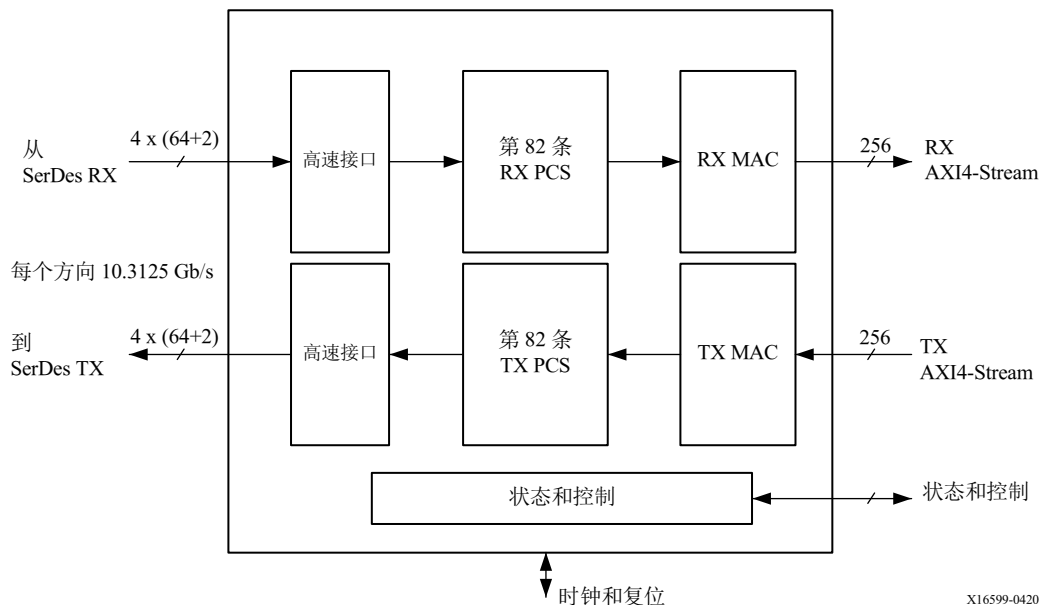 从
SerDes RX
4 x (64+2)
高速接口
第 82 条
RX PCS
RX MAC
256
RX
AXI4-Stream
每个方向 10.3125 Gb/s
到
SerDes TX
4 x (64+2)
高速接口
第 82 条
TX PCS
TX MAC
256
TX
AXI4-Stream
状态和控制
状态和控制
时钟和复位
X16599-0420